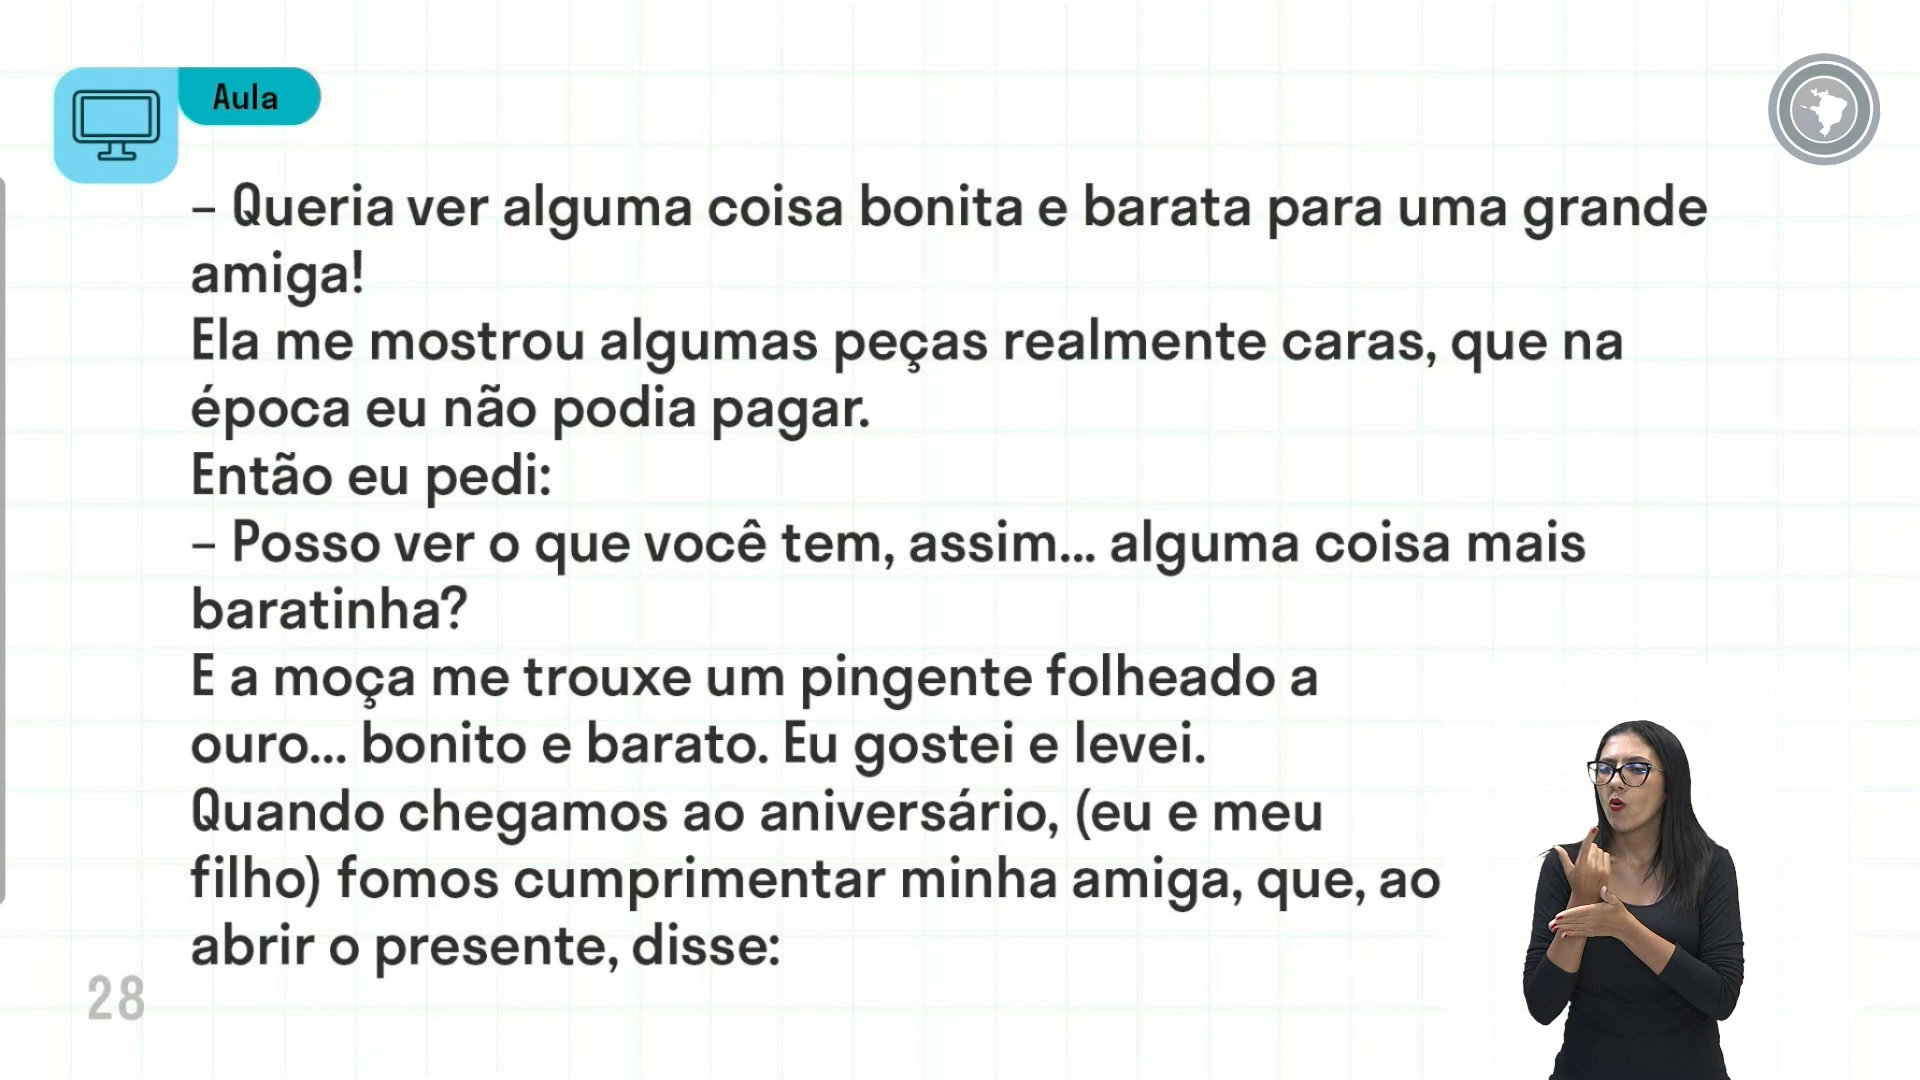 Aula
– Queria ver alguma coisa bonita e barata para uma grande
amiga!
Ela me mostrou algumas peças realmente caras, que na
época eu não podia pagar.
Então eu pedi:
– Posso ver o que você tem, assim... alguma coisa mais
baratinha?
E a moça me trouxe um pingente folheado a
ouro... bonito e barato. Eu gostei e levei.
Quando chegamos ao aniversário, (eu e meu
filho) fomos cumprimentar minha amiga, que, ao
abrir o presente, disse:
28